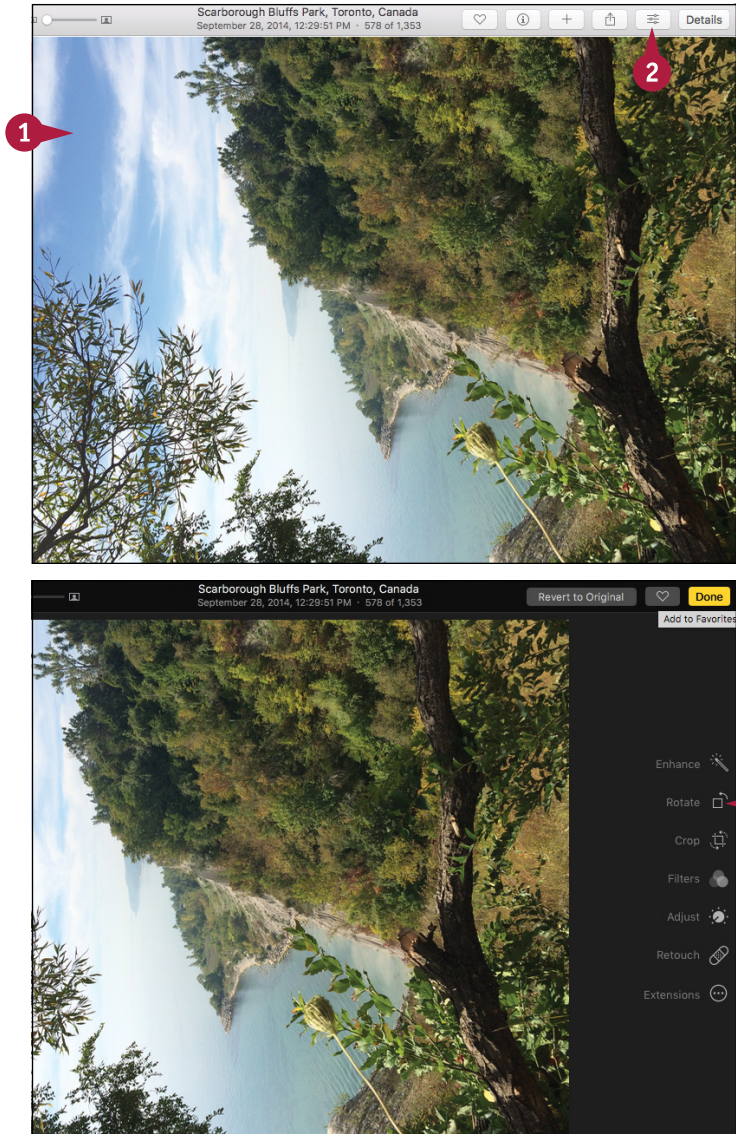 Scarborough Bluffs Park, Toronto, Canada
September 28, 2014, 12:29:51 PM · 578 of 1,353
Details
2
1
Scarborough Bluffs Park, Toronto, Canada
September 28, 2014, 12:29:51 PM · 578 of 1,353
Revert to Original
Done
Add to Favorites
Enhance
Rotate
Crop
Filters
Adjust
Retouch
Extensions